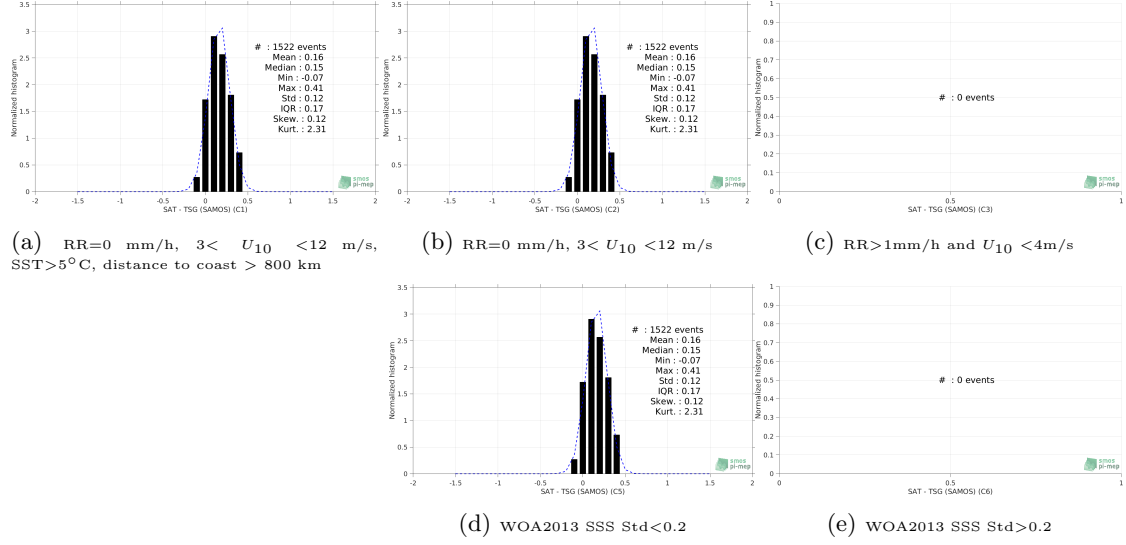 3.5
3
2.5
2
1.5
1
0.5
0
Normalized histogram
# : 1522 events
Mean : 0.16
Median : 0.15
Min : -0.07
Max : 0.41
Std : 0.12
IQR : 0.17
Skew. : 0.12
Kurt. : 2.31
smos
pi-mep
-2 -1.5 -1 -0.5 0 0.5 1 1.5 2
SAT - TSG (SAMOS) (C1)
(a) RR=0 mm/h, 3< U10 <12 m/s,
SST>5°C, distance to coast > 800 km
3.5
3
2.5
2
1.5
1
0.5
0
Normalized histogram
# : 1522 events
Mean : 0.16
Median : 0.15
Min : -0.07
Max : 0.41
Std : 0.12
IQR : 0.17
Skew. : 0.12
Kurt. : 2.31
smos
pi-mep
-2 -1.5 -1 -0.5 0 0.5 1 1.5 2
SAT - TSG (SAMOS) (C2)
(b) RR=0 mm/h, 3< U10 <12 m/s
1
0.9
0.8
0.7
0.6
0.5
0.4
0.3
0.2
0.1
0
Normalized histogram
# : 0 events
smos
pi-mep
0.5 1
SAT - TSG (SAMOS) (C3)
(c) RR>1mm/h and U10 <4m/s
3.5
3
2.5
2
1.5
1
0.5
0
Normalized histogram
# : 1522 events
Mean : 0.16
Median : 0.15
Min : -0.07
Max : 0.41
Std : 0.12
IQR : 0.17
Skew. : 0.12
Kurt. : 2.31
smos
pi-mep
-2 -1.5 -1 -0.5 0 0.5 1 1.5 2
SAT - TSG (SAMOS) (C5)
(d) WOA2013 SSS Std<0.2
1
0.9
0.8
0.7
0.6
0.5
0.4
0.3
0.2
0.1
0
Normalized histogram
# : 0 events
smos
pi-mep
0.5 1
SAT - TSG (SAMOS) (C6)
(e) WOA2013 SSS Std>0.2